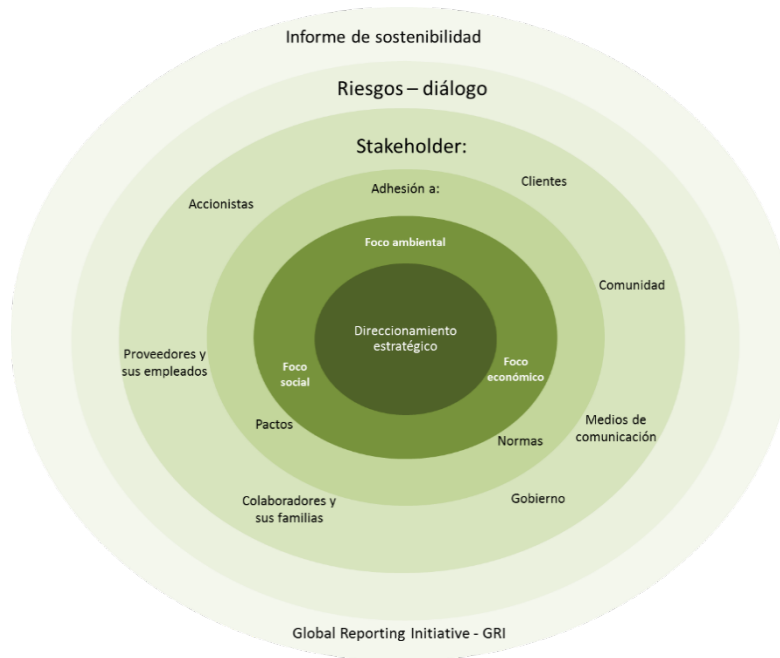 Informe de sostenibilidad
Riesgos – diálogo
Stakeholder:
Adhesión a:
Clientes
Accionistas
Foco ambiental
Comunidad
Direccionamiento
estratégico
Proveedores y
sus empleados
Foco
social
Foco
económico
Pactos
Normas
Medios de
comunicación
Colaboradores y
sus familias
Gobierno
Global Reporting Initiative - GRI